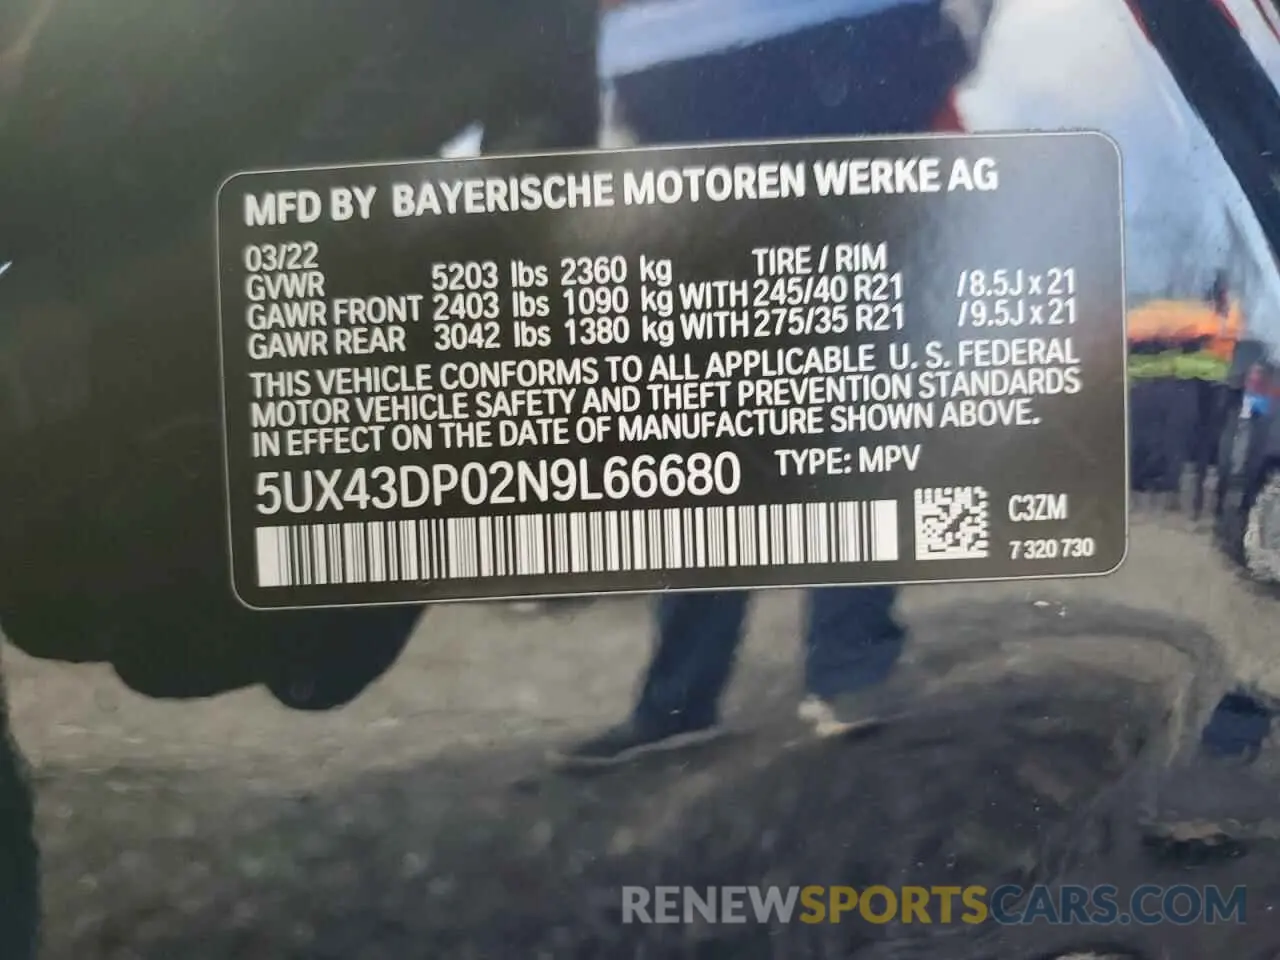 MFD BY BAYERISCHE MOTOREN WERKE AG
03/22
GVWR 5203 lbs 2360 kg TIRE / RIM
GAWR FRONT 2403 lbs 1090 kg WITH 245/40 R21 /8.5J x 21
GAWR REAR 3042 lbs 1380 kg WITH 275/35 R21 /9.5J x 21
THIS VEHICLE CONFORMS TO ALL APPLICABLE U. S. FEDERAL
MOTOR VEHICLE SAFETY AND THEFT PREVENTION STANDARDS
IN EFFECT ON THE DATE OF MANUFACTURE SHOWN ABOVE.
5UX43DP02N9L66680 TYPE: MPV
C3ZM
7 320 730
RENEWSPORTSCARS.COM